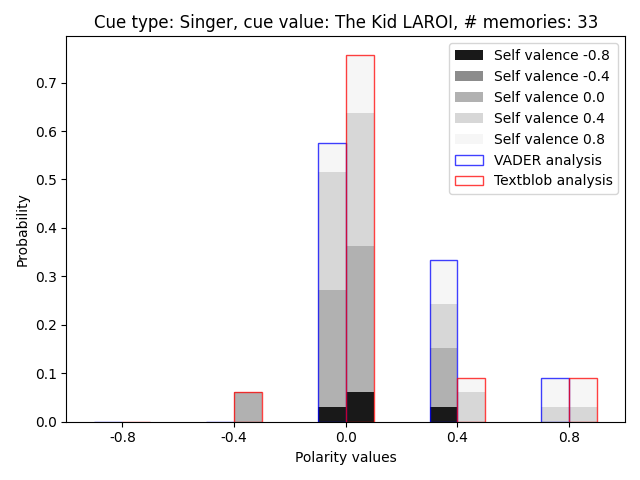 Cue type: Singer, cue value: The Kid LAROI, # memories: 33
Self valence -0.8
Self valence -0.4
Self valence 0.0
Self valence 0.4
Self valence 0.8
VADER analysis
Textblob analysis
Probability
0.7
0.6
0.5
0.4
0.3
0.2
0.1
0.0
-0.8
-0.4
0.0
0.4
0.8
Polarity values